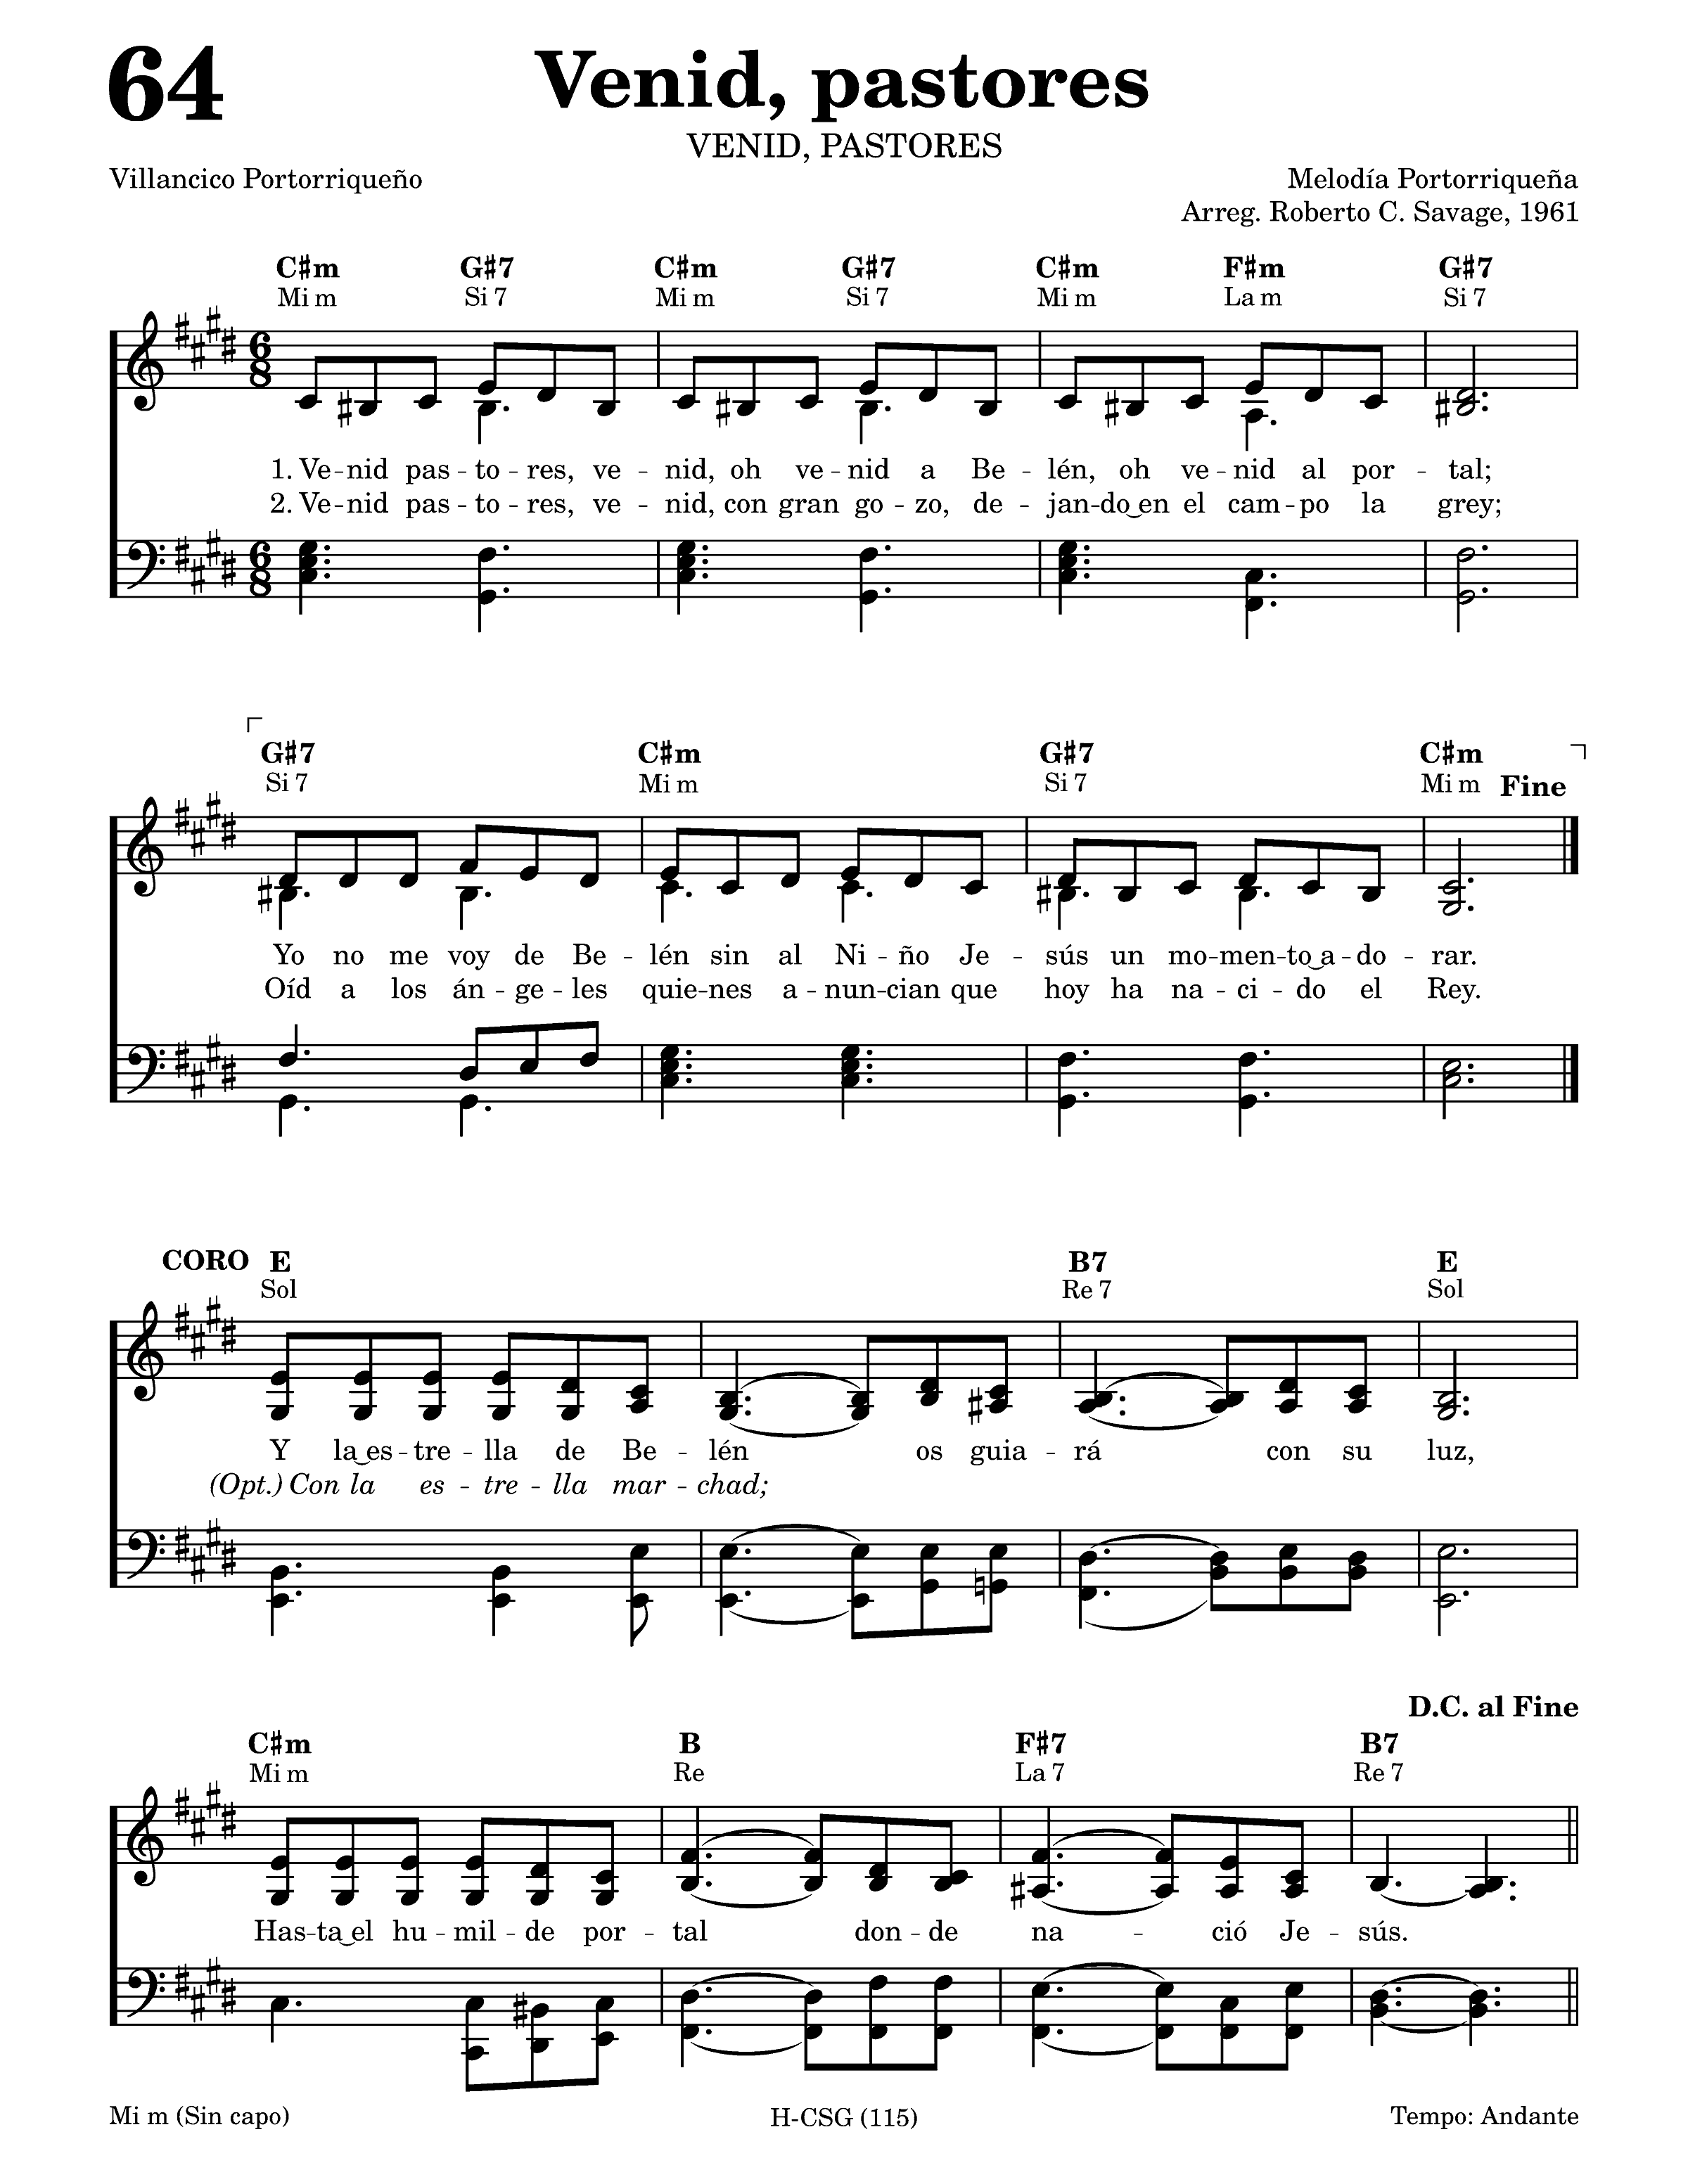 64
Venid, pastores
VENID, PASTORES
Villancico Portorriqueño
Melodía Portorriqueña
Arreg. Roberto C. Savage, 1961
C♯m G♯7 C♯m G♯7 C♯m F♯m G♯7
Mi m Si 7 Mi m Si 7 Mi m La m Si 7
6 8
1. Ve - nid pas - to - res, ve - nid, oh ve - nid a Be - lén, oh ve - nid al por - tal;
2. Ve - nid pas - to - res, ve - nid, con gran go - zo, de - jan - do‿en el cam - po la grey;
6 8
G♯7 C♯m G♯7 C♯m
Si 7 Mi m Si 7 Mi m Fine
Yo no me voy de Be - lén sin al Ni - ño Je - sús un mo - men - to‿a - do - rar.
Oíd a los án - ge - les quie - nes a - nun - cian que hoy ha na - ci - do el Rey.
CORO E B7 E
Sol Re 7 Sol
Y la‿es - tre - lla de Be - lén os guia - rá con su luz,
(Opt.) Con la es - tre - lla mar - chad;
D.C. al Fine
C♯m B F♯7 B7
Mi m Re La 7 Re 7
Has - ta‿el hu - mil - de por - tal don - de na - ció Je - sús.
Mi m (Sin capo) H-CSG (115) Tempo: Andante